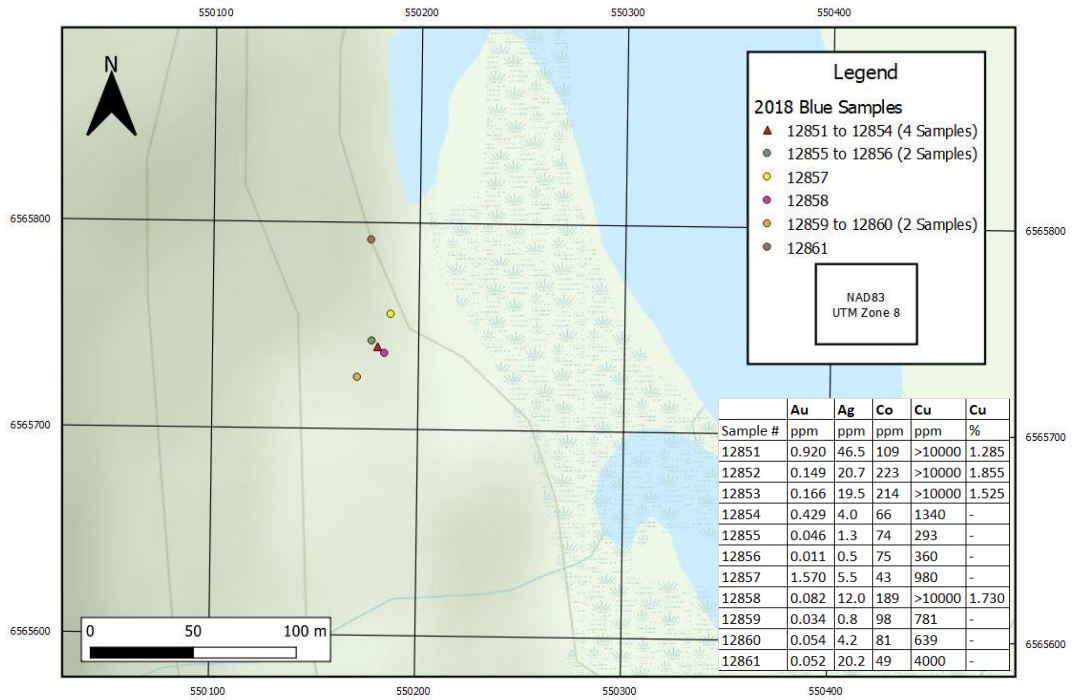 550100 550200 550300 550400
N
Legend
2018 Blue Samples
12851 to 12854 (4 Samples)
12855 to 12856 (2 Samples)
12857
12858
12859 to 12860 (2 Samples)
12861
NAD83
UTM Zone 8
6565800 6565800
6565700 6565700
6565600 6565600
Au Ag Co Cu Cu
Sample # ppm ppm ppm ppm %
12851 0.920 46.5 109 >10000 1.285
12852 0.149 20.7 223 >10000 1.855
12853 0.166 19.5 214 >10000 1.525
12854 0.429 4.0 66 1340 -
12855 0.046 1.3 74 293 -
12856 0.011 0.5 75 360 -
12857 1.570 5.5 43 980 -
12858 0.082 12.0 189 >10000 1.730
12859 0.034 0.8 98 781 -
12860 0.054 4.2 81 639 -
12861 0.052 20.2 49 4000 -
0 50 100 m
550100 550200 550300 550400